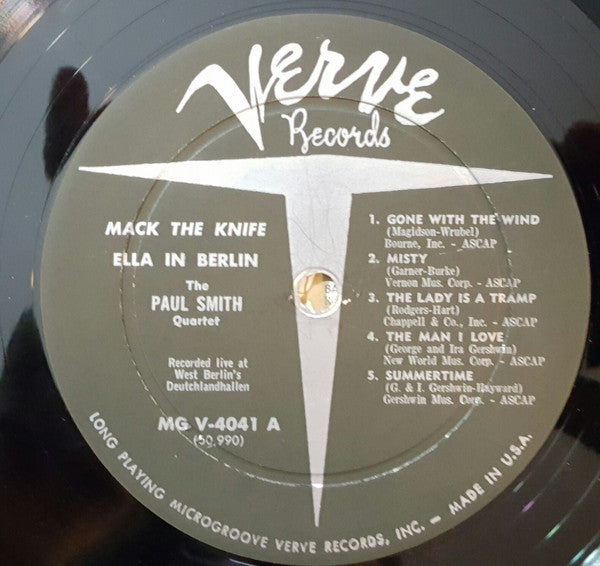 Verve
Records
MACK THE KNIFE
ELLA IN BERLIN
The
PAUL SMITH
Quartet
Recorded live at
West Berlin's
Deutchlandhallen
MG V-4041 A
(50,990)
1. GONE WITH THE WIND
(Magidson-Wrubel)
Bourne, Inc. - ASCAP
2. MISTY
(Garner-Burke)
Vernon Mus. Corp. - ASCAP
3. THE LADY IS A TRAMP
(Rodgers-Hart)
Chappell & Co., Inc. - ASCAP
4. THE MAN I LOVE
(George and Ira Gershwin)
New World Mus. Corp. - ASCAP
5. SUMMERTIME
(G. & I. Gershwin-Hayward)
Gershwin Mus. Corp. - ASCAP
LONG PLAYING MICROGROOVE VERVE RECORDS, INC. — MADE IN U.S.A.